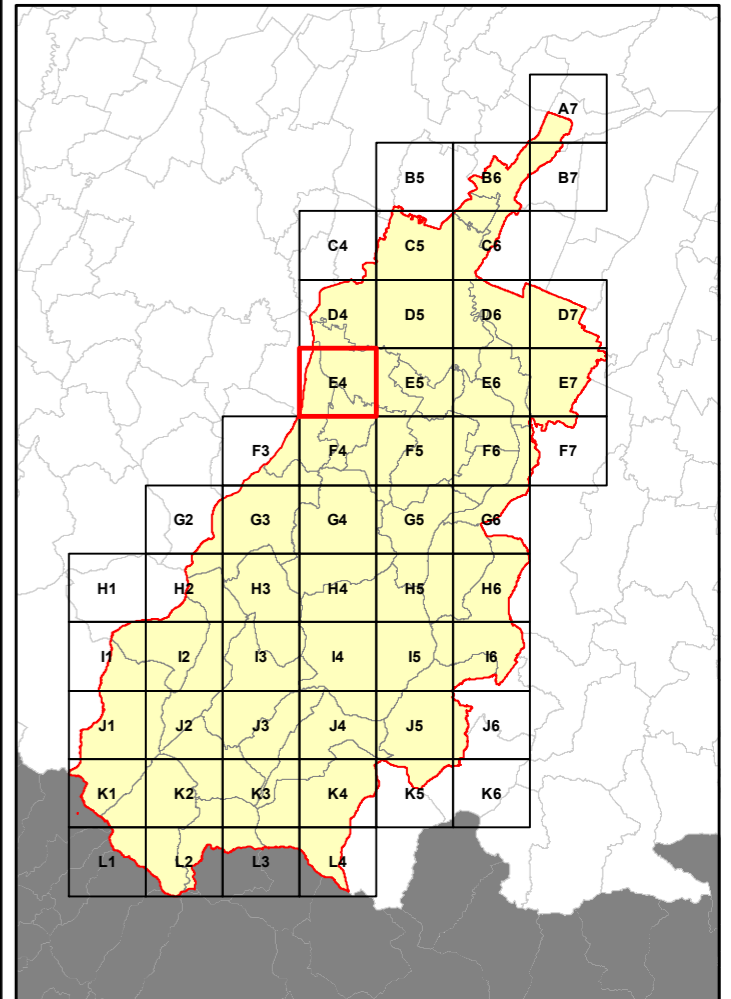 A7
B5 B6 B7
C4 C5 C6
D4 D5 D6 D7
E4 E5 E6 E7
F3 F4 F5 F6 F7
G2 G3 G4 G5 G6
H1 H2 H3 H4 H5 H6
I1 I2 I3 I4 I5 I6
J1 J2 J3 J4 J5 J6
K1 K2 K3 K4 K5 K6
L1 L2 L3 L4